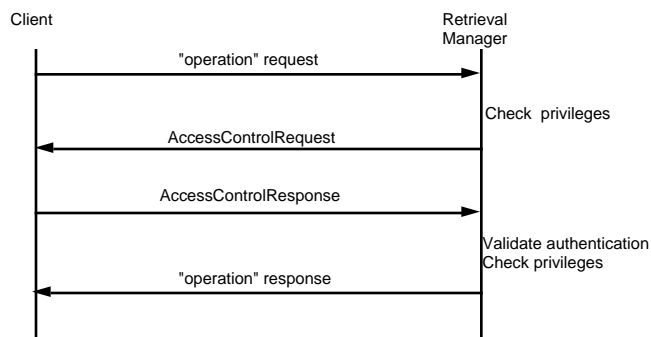 Client
Retrieval
Manager
"operation" request
Check privileges
AccessControlRequest
AccessControlResponse
Validate authentication
Check privileges
"operation" response